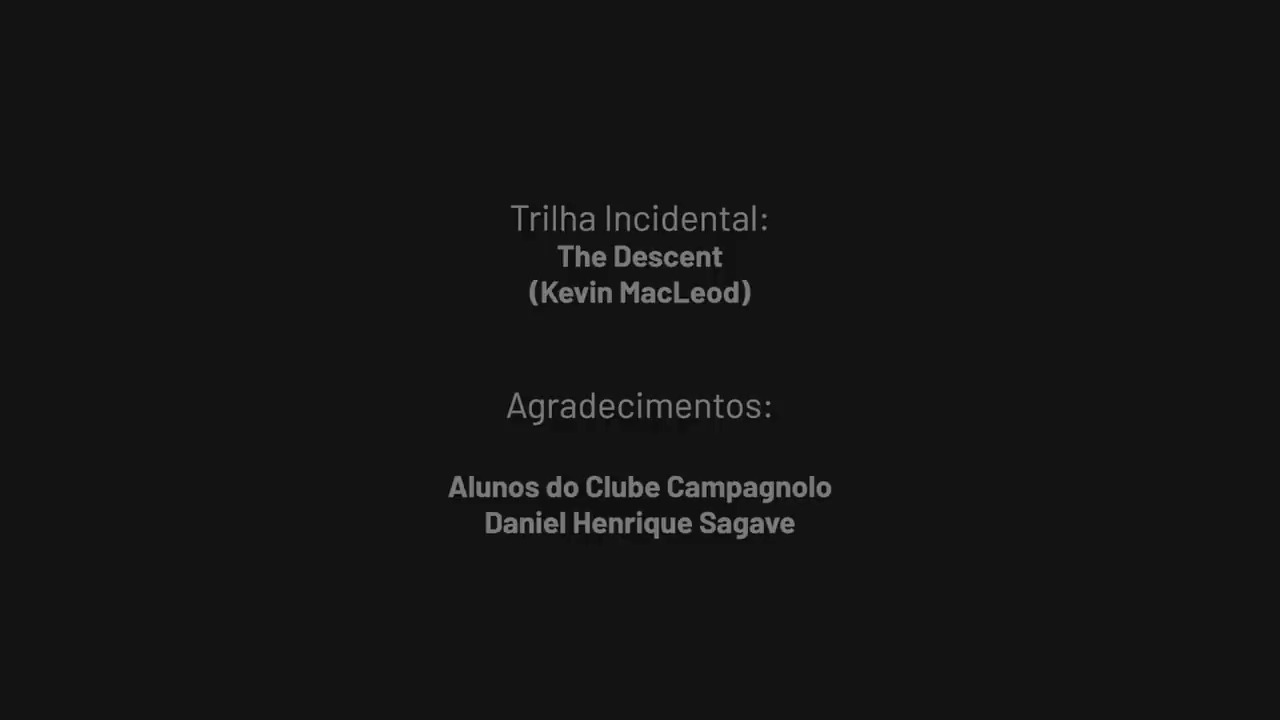 Trilha Incidental:
The Descent
(Kevin MacLeod)
Agradecimentos:
Alunos do Clube Campagnolo
Daniel Henrique Sagave